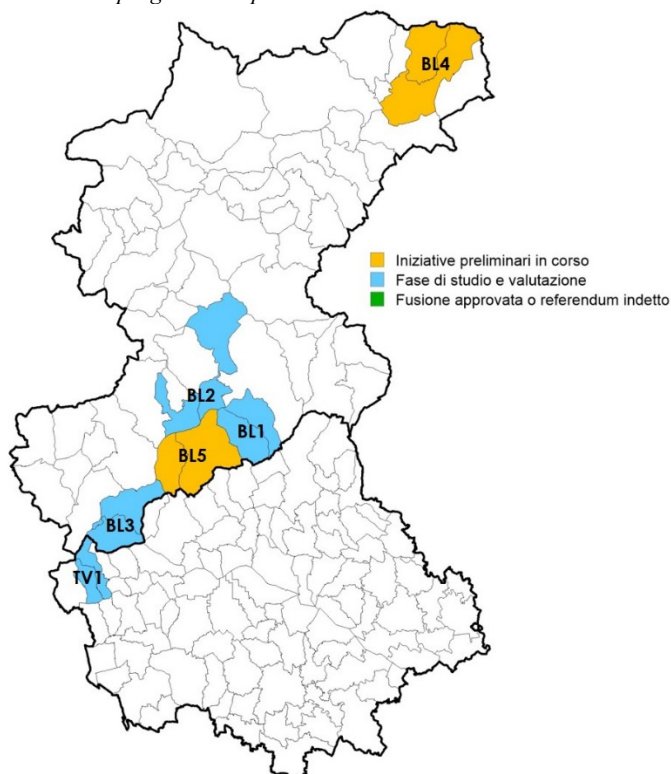 BL4
Iniziative preliminari in corso
Fase di studio e valutazione
Fusione approvata o referendum indetto
BL2
BL1
BL5
BL3
TV1